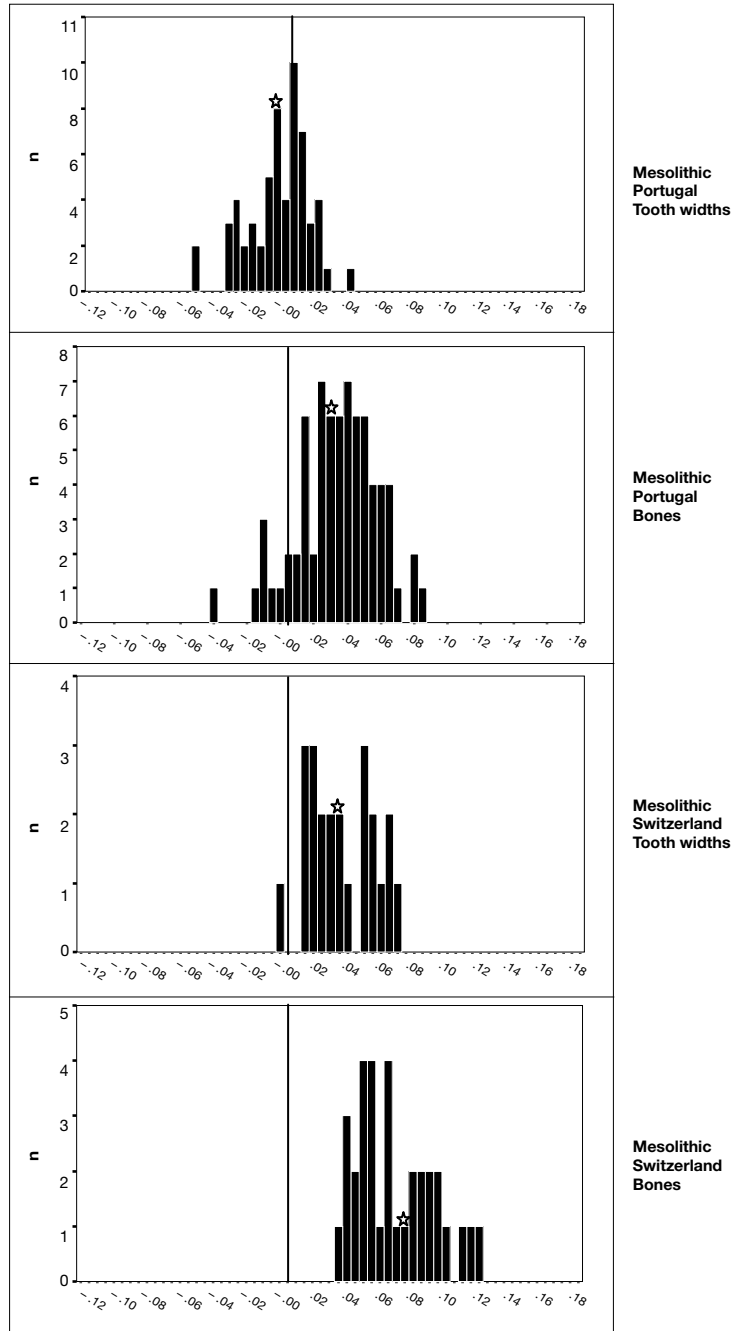 11
10
8
6
4
2
0
n
–.12 –.10 –.08 –.06 –.04 –.02 –.00 .02 .04 .06 .08 .10 .12 .14 .16 .18
Mesolithic
Portugal
Tooth widths
8
7
6
5
4
3
2
1
0
n
–.12 –.10 –.08 –.06 –.04 –.02 –.00 .02 .04 .06 .08 .10 .12 .14 .16 .18
Mesolithic
Portugal
Bones
4
3
2
1
0
n
–.12 –.10 –.08 –.06 –.04 –.02 –.00 .02 .04 .06 .08 .10 .12 .14 .16 .18
Mesolithic
Switzerland
Tooth widths
5
4
3
2
1
0
n
–.12 –.10 –.08 –.06 –.04 –.02 –.00 .02 .04 .06 .08 .10 .12 .14 .16 .18
Mesolithic
Switzerland
Bones